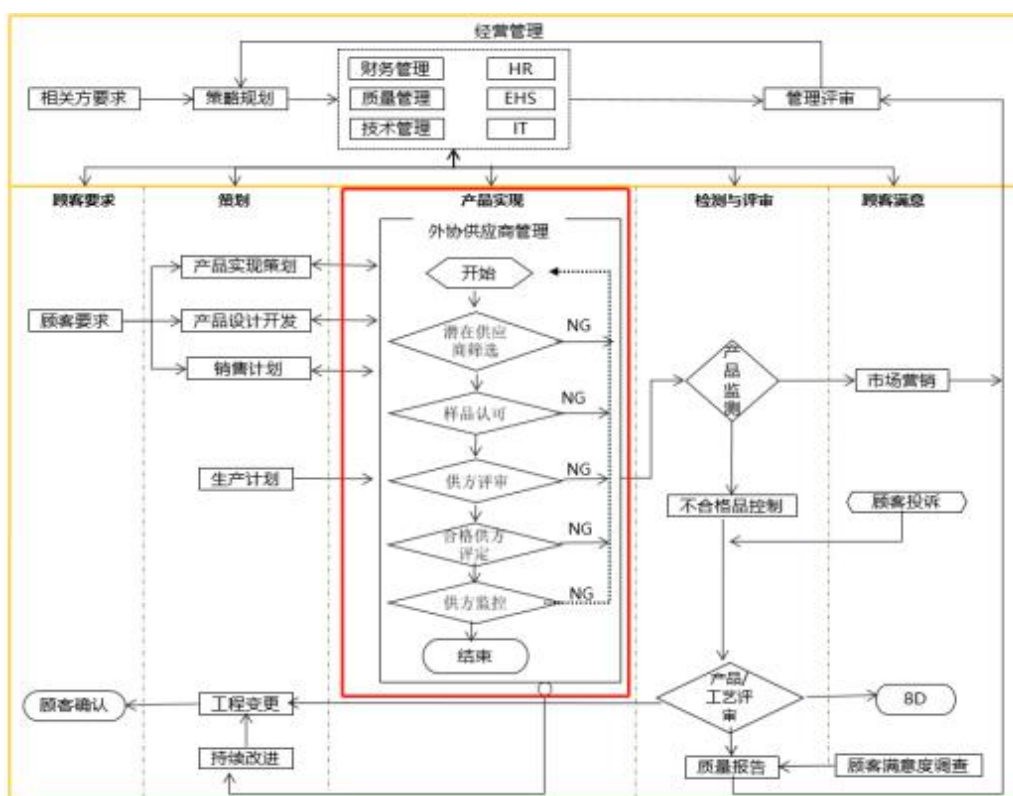 经营管理
财务管理
HR
相关方要求
策略规划
质量管理
EHS
管理评审
技术管理
IT
顾客要求
策划
产品实现
检测与评审
顾客满意
外协供应商管理
产品实现策划
开始
顾客要求
产品设计开发
潜在供应
商筛选
NG
销售计划
产
品
监
测
市场营销
样品认可
NG
生产计划
供方评审
NG
不合格品控制
顾客投诉
合格供方
评定
NG
供方监控
NG
结束
顾客确认
工程变更
产品/
工艺评
审
8D
持续改进
质量报告
顾客满意度调查